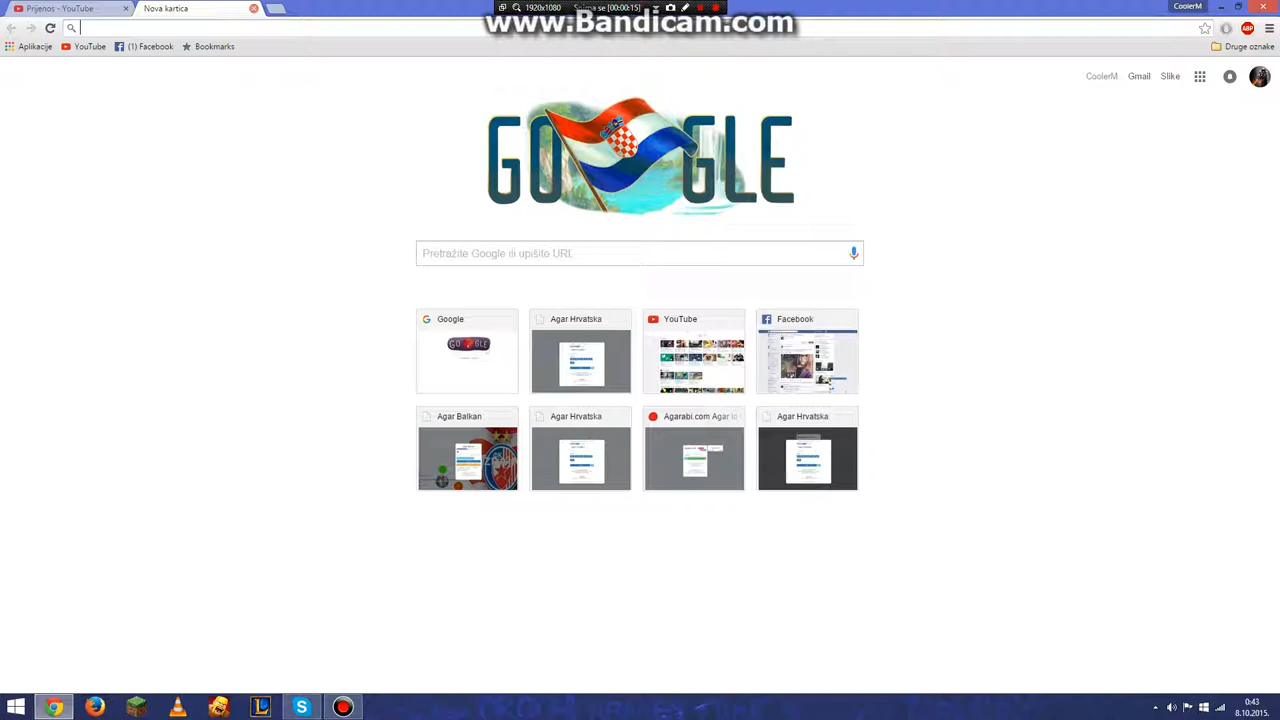 Prijenos - YouTube
Nova kartica
1920x1080
Snima se [00:00:15]
CoolerM
www.Bandicam.com
Aplikacije
YouTube
(1) Facebook
Bookmarks
ABP
Druge oznake
CoolerM
Gmail
Slike
GOOGLE
Pretražite Google ili upišite URL
Google
Agar Hrvatska
YouTube
Facebook
Agar Balkan
Agar Hrvatska
Agarabi.com Agar io
Agar Hrvatska
0:43
8.10.2015.